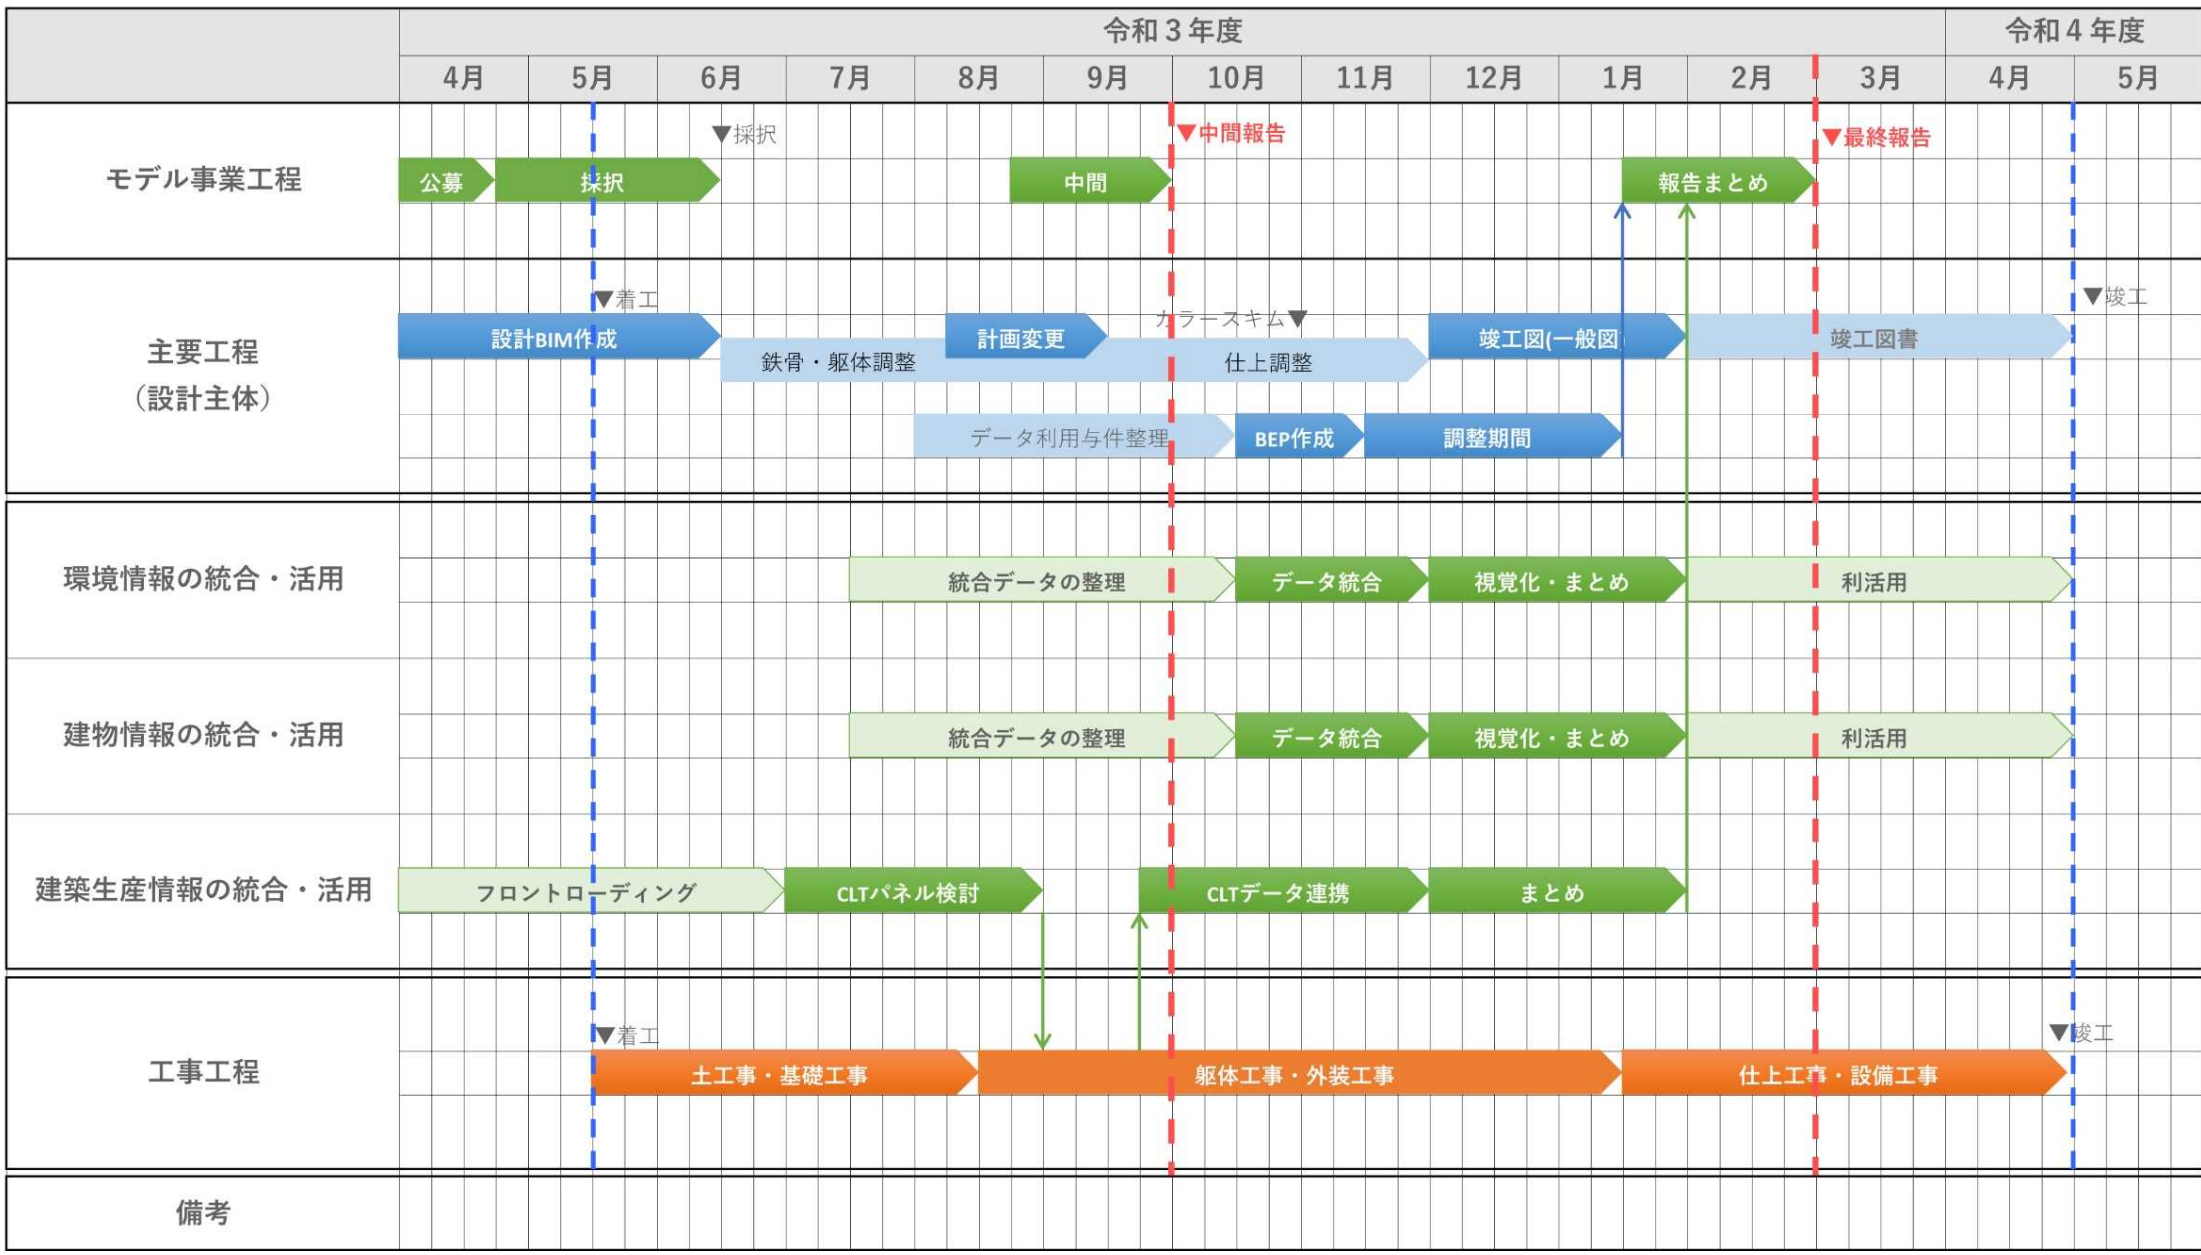 令和３年度
令和４年度
4月 5月 6月 7月 8月 9月 10月 11月 12月 1月 2月 3月 4月 5月
モデル事業工程
▼採択
▼中間報告
▼最終報告
公募
採択
中間
報告まとめ
主要工程
（設計主体）
▼着工
カラースキム▼
▼竣工
設計BIM作成
計画変更
竣工図(一般図)
竣工図書
鉄骨・躯体調整
仕上調整
データ利用与件整理
BEP作成
調整期間
環境情報の統合・活用
統合データの整理
データ統合
視覚化・まとめ
利活用
建物情報の統合・活用
統合データの整理
データ統合
視覚化・まとめ
利活用
建築生産情報の統合・活用
フロントローディング
CLTパネル検討
CLTデータ連携
まとめ
工事工程
▼着工
▼竣工
土工事・基礎工事
躯体工事・外装工事
仕上工事・設備工事
備考